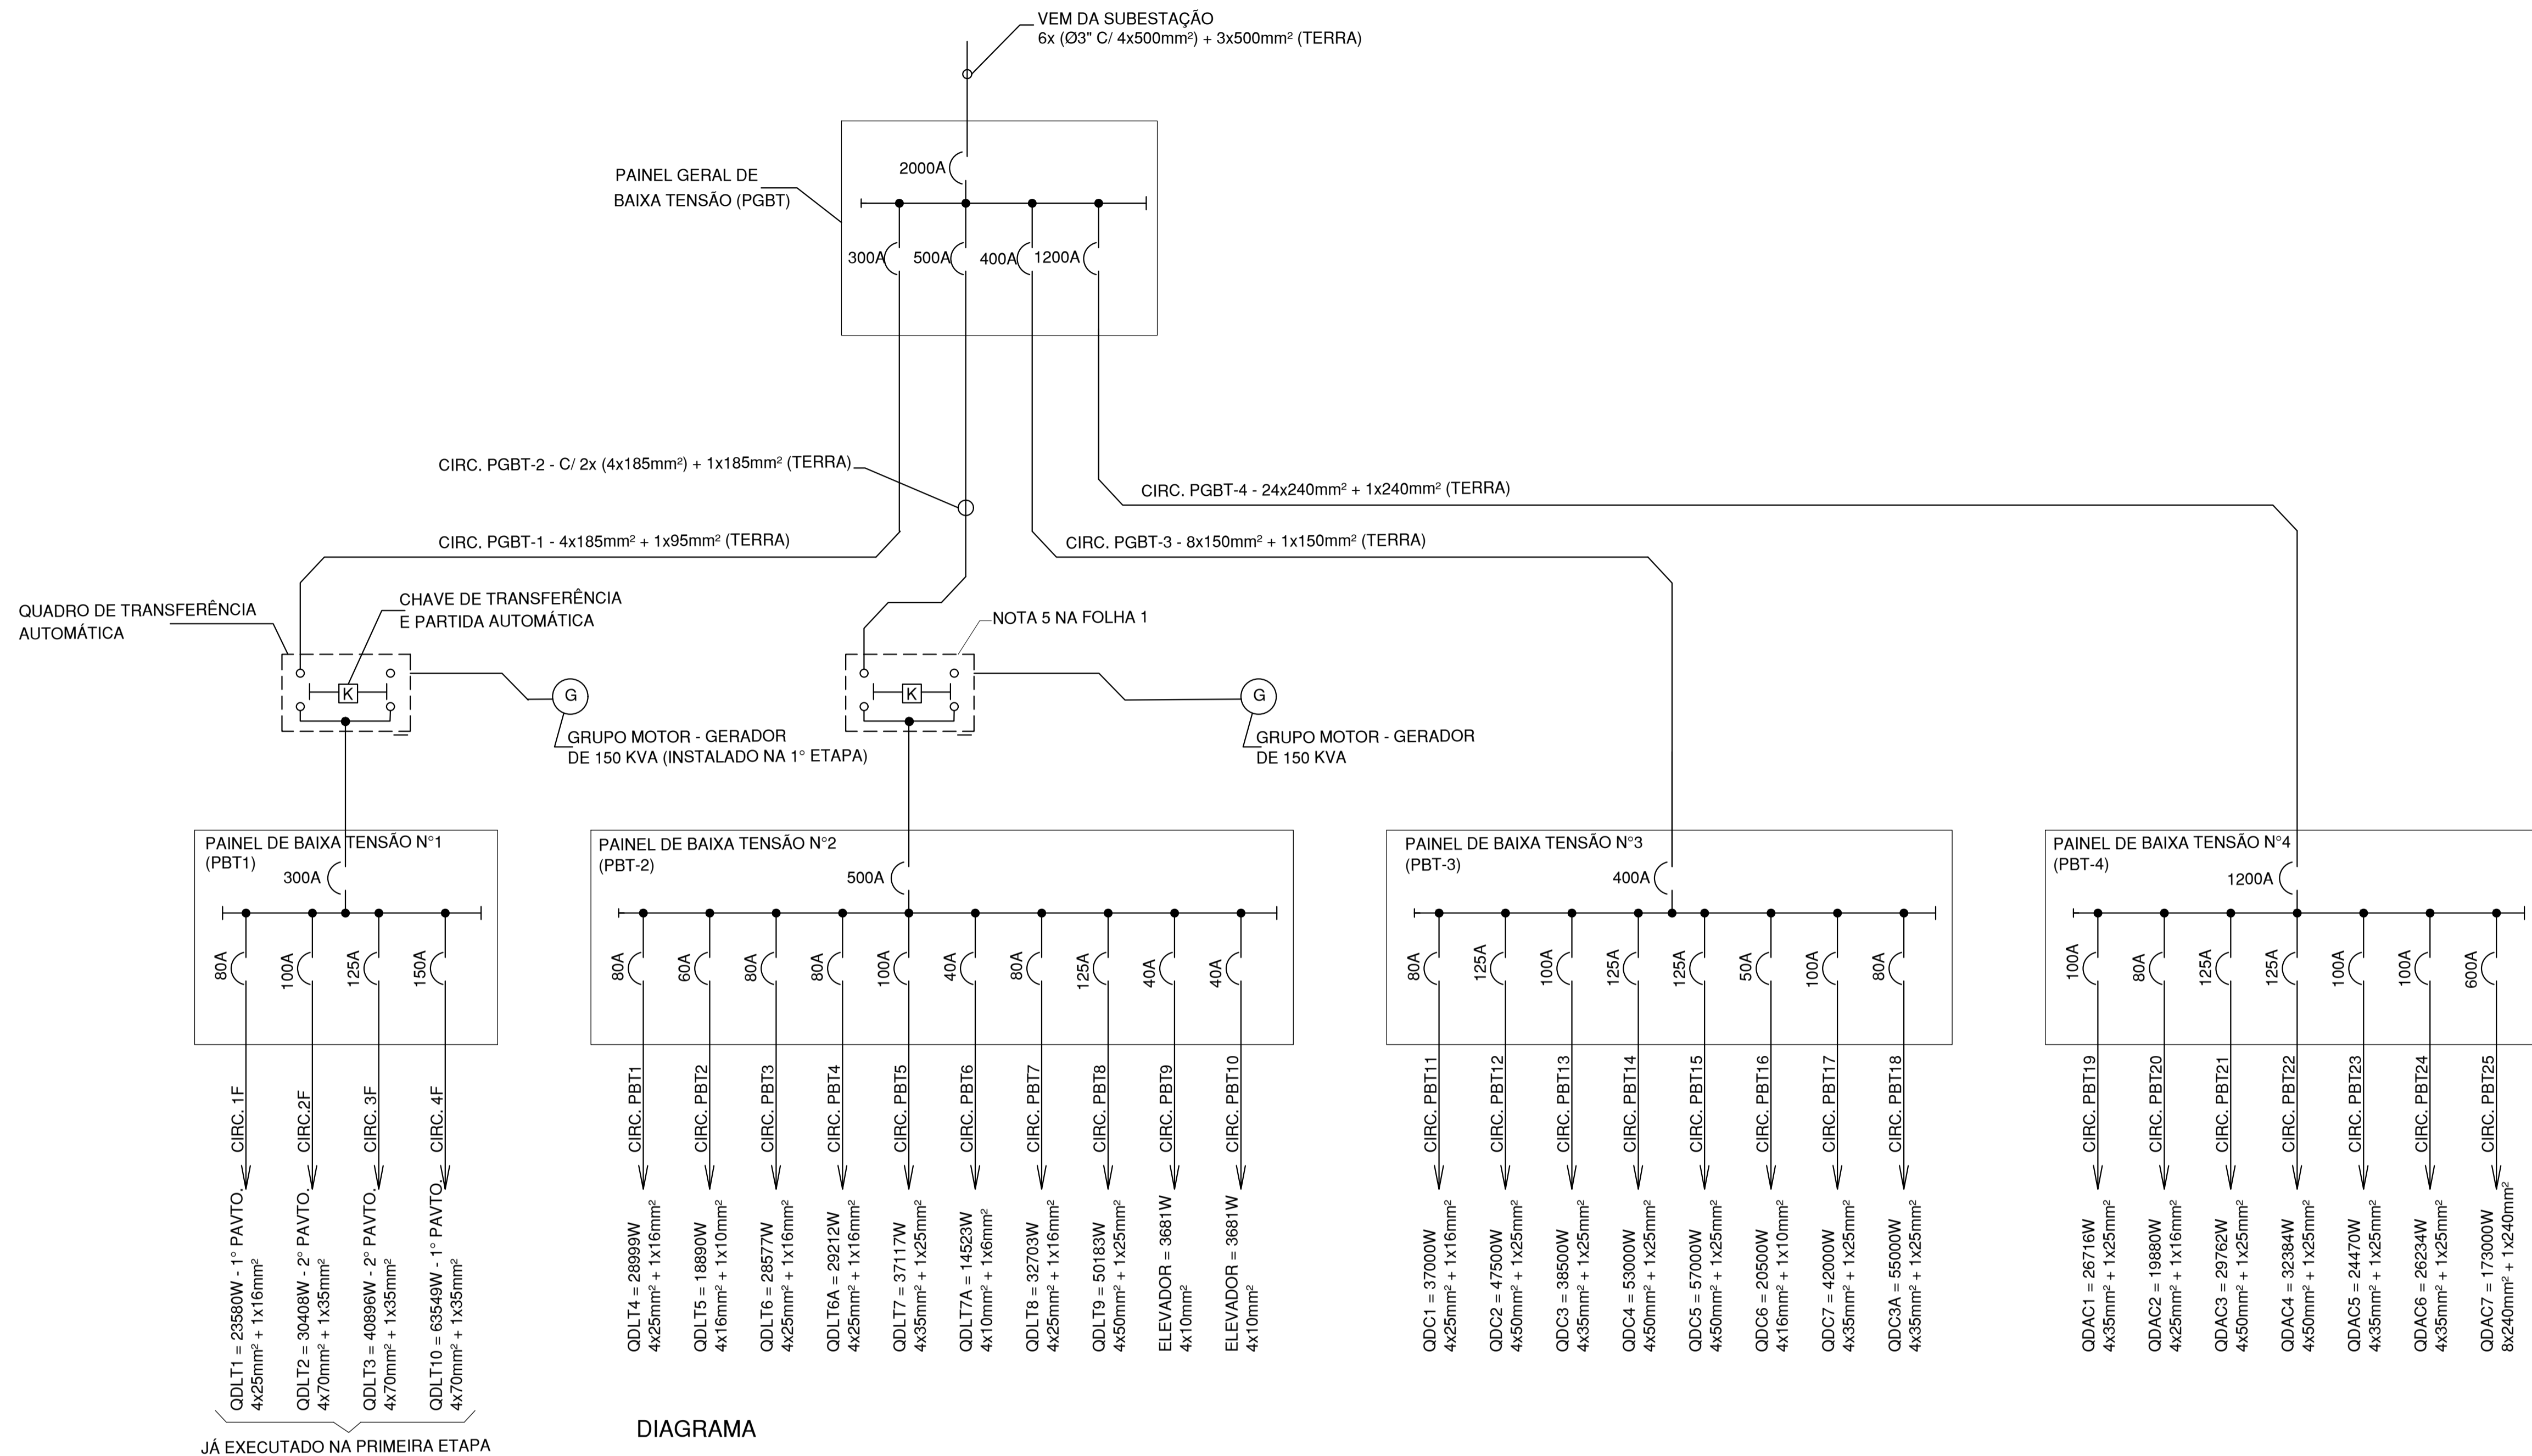 VEM DA SUBESTAÇÃO
6x (Ø3" C/ 4x500mm²) + 3x500mm² (TERRA)
PAINEL GERAL DE
BAIXA TENSÃO (PGBT)
2000A
300A
500A
400A
1200A
CIRC. PGBT-2 - C/ 2x (4x185mm²) + 1x185mm² (TERRA)
CIRC. PGBT-4 - 24x240mm² + 1x240mm² (TERRA)
CIRC. PGBT-1 - 4x185mm² + 1x95mm² (TERRA)
CIRC. PGBT-3 - 8x150mm² + 1x150mm² (TERRA)
QUADRO DE TRANSFERÊNCIA
AUTOMÁTICA
CHAVE DE TRANSFERÊNCIA
E PARTIDA AUTOMÁTICA
NOTA 5 NA FOLHA 1
K
G
K
G
GRUPO MOTOR - GERADOR
DE 150 KVA (INSTALADO NA 1° ETAPA)
GRUPO MOTOR - GERADOR
DE 150 KVA
PAINEL DE BAIXA TENSÃO N°1
(PBT1)
300A
80A
100A
125A
150A
CIRC. 1F
CIRC.2F
CIRC. 3F
CIRC. 4F
QDLT1 = 23580W - 1° PAVTO.
4x25mm² + 1x16mm²
QDLT2 = 30408W - 2° PAVTO.
4x70mm² + 1x35mm²
QDLT3 = 40896W - 2° PAVTO.
4x70mm² + 1x35mm²
QDLT10 = 63549W - 1° PAVTO.
4x70mm² + 1x35mm²
JÁ EXECUTADO NA PRIMEIRA ETAPA
PAINEL DE BAIXA TENSÃO N°2
(PBT-2)
500A
80A
60A
80A
80A
100A
40A
80A
125A
40A
40A
CIRC. PBT1
CIRC. PBT2
CIRC. PBT3
CIRC. PBT4
CIRC. PBT5
CIRC. PBT6
CIRC. PBT7
CIRC. PBT8
CIRC. PBT9
CIRC. PBT10
QDLT4 = 28999W
4x25mm² + 1x16mm²
QDLT5 = 18890W
4x16mm² + 1x10mm²
QDLT6 = 28577W
4x25mm² + 1x16mm²
QDLT6A = 29212W
4x25mm² + 1x16mm²
QDLT7 = 37117W
4x35mm² + 1x25mm²
QDLT7A = 14523W
4x10mm² + 1x6mm²
QDLT8 = 32703W
4x25mm² + 1x16mm²
QDLT9 = 50183W
4x50mm² + 1x25mm²
ELEVADOR = 3681W
4x10mm²
ELEVADOR = 3681W
4x10mm²
PAINEL DE BAIXA TENSÃO N°3
(PBT-3)
400A
80A
125A
100A
125A
125A
50A
100A
80A
CIRC. PBT11
CIRC. PBT12
CIRC. PBT13
CIRC. PBT14
CIRC. PBT15
CIRC. PBT16
CIRC. PBT17
CIRC. PBT18
QDC1 = 37000W
4x25mm² + 1x16mm²
QDC2 = 47500W
4x50mm² + 1x25mm²
QDC3 = 38500W
4x35mm² + 1x25mm²
QDC4 = 53000W
4x50mm² + 1x25mm²
QDC5 = 57000W
4x50mm² + 1x25mm²
QDC6 = 20500W
4x16mm² + 1x10mm²
QDC7 = 42000W
4x35mm² + 1x25mm²
QDC3A = 55000W
4x35mm² + 1x25mm²
PAINEL DE BAIXA TENSÃO N°4
(PBT-4)
1200A
100A
80A
125A
125A
100A
100A
600A
CIRC. PBT19
CIRC. PBT20
CIRC. PBT21
CIRC. PBT22
CIRC. PBT23
CIRC. PBT24
CIRC. PBT25
QDAC1 = 26716W
4x35mm² + 1x25mm²
QDAC2 = 19880W
4x25mm² + 1x16mm²
QDAC3 = 29762W
4x50mm² + 1x25mm²
QDAC4 = 32384W
4x50mm² + 1x25mm²
QDAC5 = 24470W
4x35mm² + 1x25mm²
QDAC6 = 26234W
4x35mm² + 1x25mm²
QDAC7 = 173000W
8x240mm² + 1x240mm²
DIAGRAMA